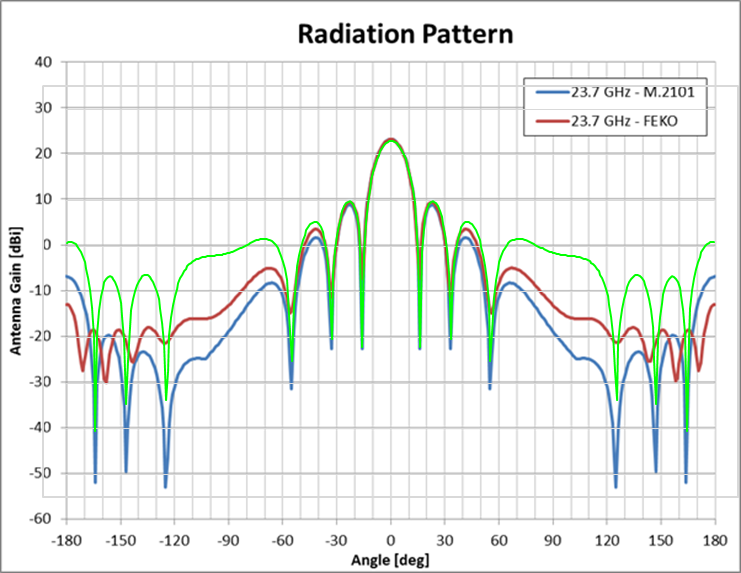 Radiation Pattern
23.7 GHz - M.2101
23.7 GHz - FEKO
40
30
20
10
0
-10
-20
-30
-40
-50
-60
Antenna Gain [dBi]
-180 -150 -120 -90 -60 -30 0 30 60 90 120 150 180
Angle [deg]